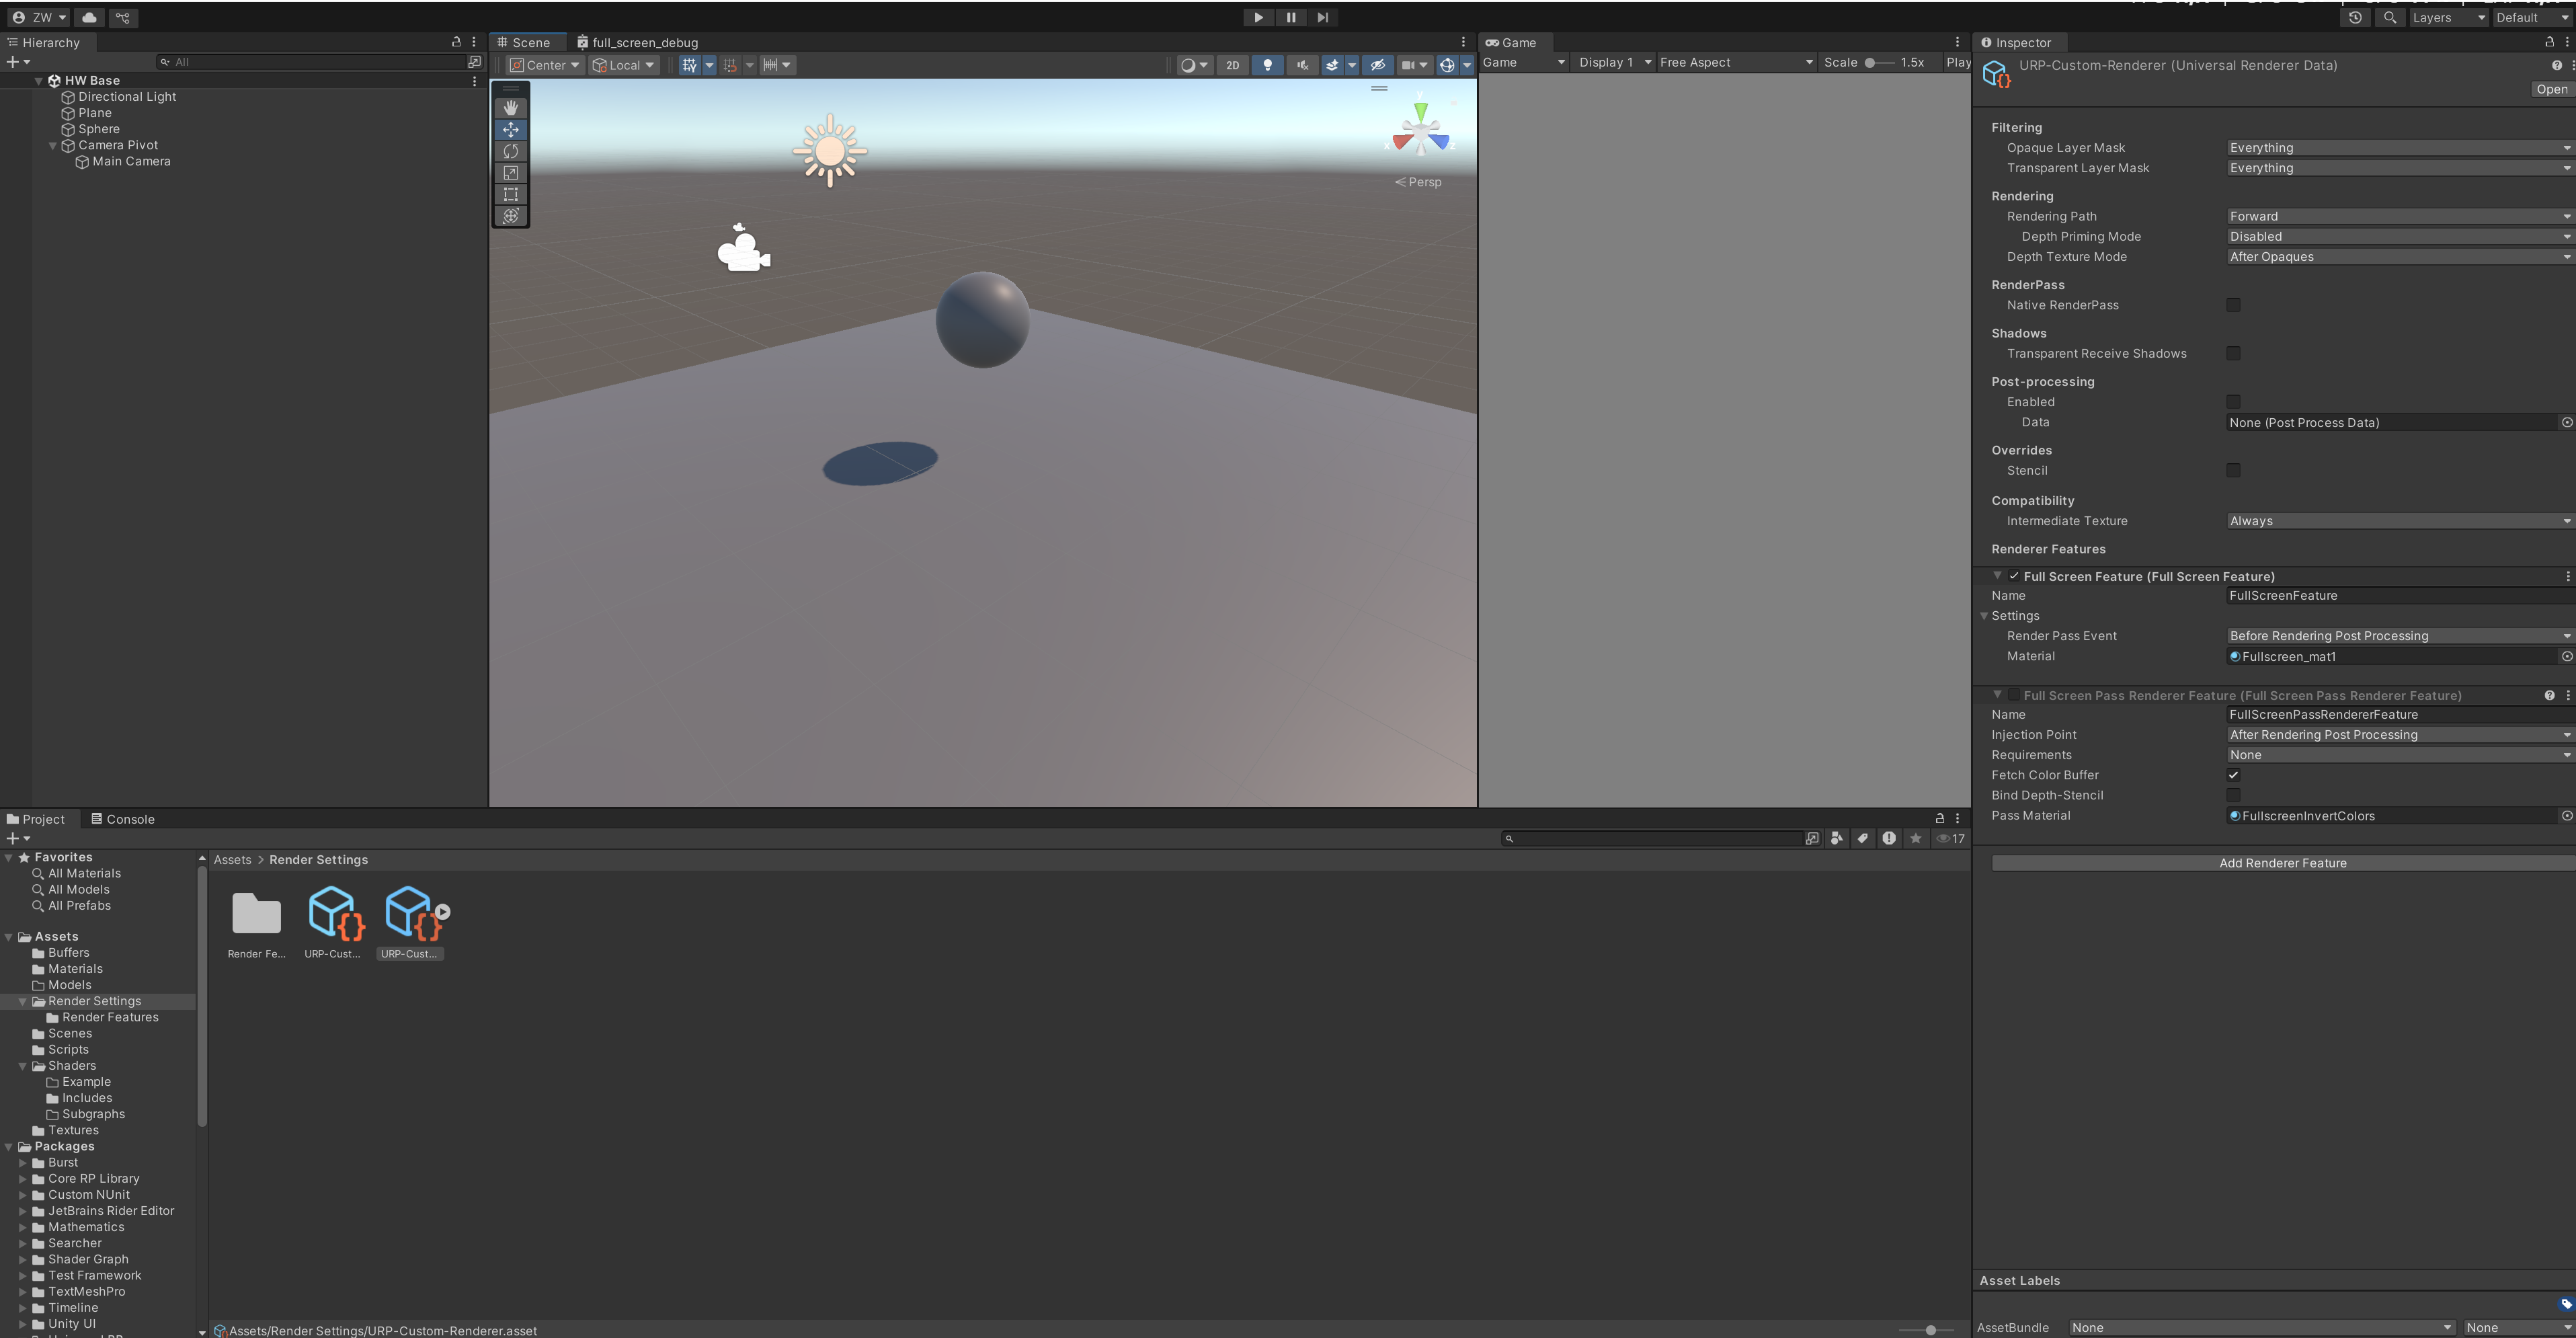 ZW
Layers
Default
Hierarchy
All
HW Base
Directional Light
Plane
Sphere
Camera Pivot
Main Camera
Scene
full_screen_debug
Center
Local
2D
y
x
z
Persp
Game
Game
Display 1
Free Aspect
Scale
1.5x
Play
Inspector
URP-Custom-Renderer (Universal Renderer Data)
Open
Filtering
Opaque Layer Mask
Everything
Transparent Layer Mask
Everything
Rendering
Rendering Path
Forward
Depth Priming Mode
Disabled
Depth Texture Mode
After Opaques
RenderPass
Native RenderPass
Shadows
Transparent Receive Shadows
Post-processing
Enabled
Data
None (Post Process Data)
Overrides
Stencil
Compatibility
Intermediate Texture
Always
Renderer Features
Full Screen Feature (Full Screen Feature)
Name
FullScreenFeature
Settings
Render Pass Event
Before Rendering Post Processing
Material
Fullscreen_mat1
Full Screen Pass Renderer Feature (Full Screen Pass Renderer Feature)
Name
FullScreenPassRendererFeature
Injection Point
After Rendering Post Processing
Requirements
None
Fetch Color Buffer
Bind Depth-Stencil
Pass Material
FullscreenInvertColors
Add Renderer Feature
Asset Labels
AssetBundle
None
None
Project
Console
17
Favorites
All Materials
All Models
All Prefabs
Assets
Buffers
Materials
Models
Render Settings
Render Features
Scenes
Scripts
Shaders
Example
Includes
Subgraphs
Textures
Packages
Burst
Core RP Library
Custom NUnit
JetBrains Rider Editor
Mathematics
Searcher
Shader Graph
Test Framework
TextMeshPro
Timeline
Unity UI
Assets > Render Settings
Render Fe...
URP-Cust...
URP-Cust...
Assets/Render Settings/URP-Custom-Renderer.asset